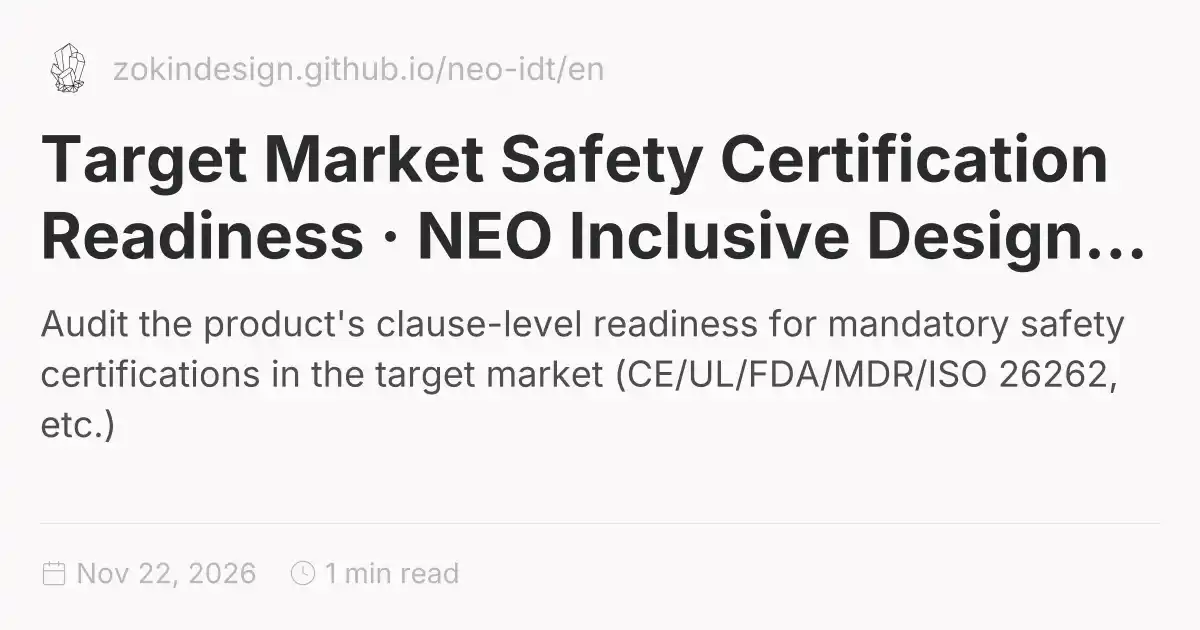 zokindesign.github.io/neo-idt/en
Target Market Safety Certification
Readiness · NEO Inclusive Design...
Audit the product's clause-level readiness for mandatory safety
certifications in the target market (CE/UL/FDA/MDR/ISO 26262,
etc.)
Nov 22, 2026 1 min read